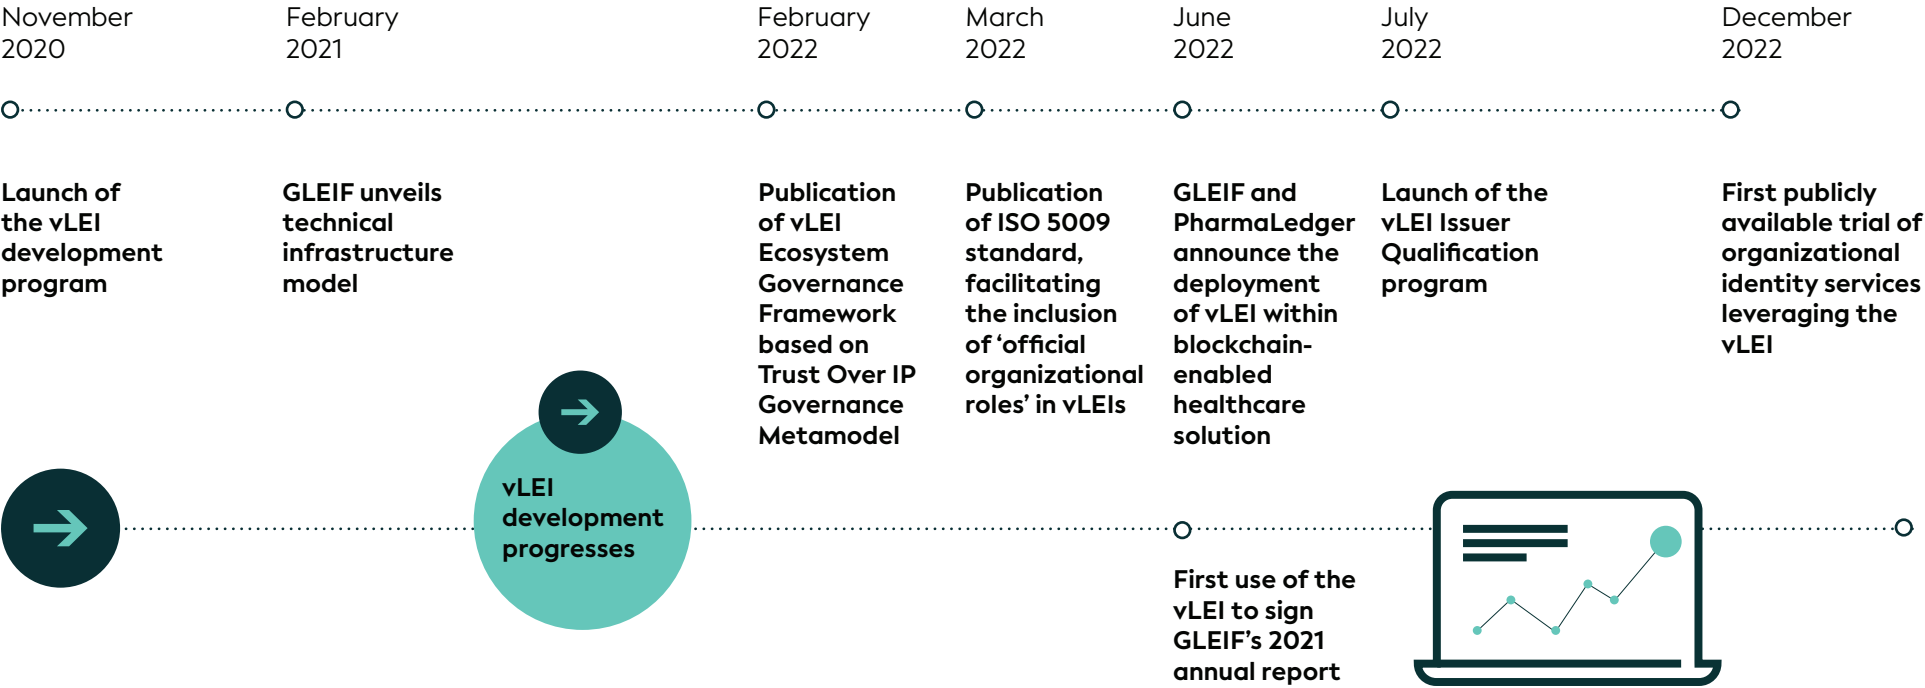 November
2020
February
2021
February
2022
March
2022
June
2022
July
2022
December
2022
Launch of
the vLEI
development
program
GLEIF unveils
technical
infrastructure
model
Publication
of vLEI
Ecosystem
Governance
Framework
based on
Trust Over IP
Governance
Metamodel
Publication
of ISO 5009
standard,
facilitating
the inclusion
of ‘official
organizational
roles’ in vLEIs
GLEIF and
PharmaLedger
announce the
deployment
of vLEI within
blockchain-
enabled
healthcare
solution
Launch of the
vLEI Issuer
Qualification
program
First publicly
available trial of
organizational
identity services
leveraging the
vLEI
vLEI
development
progresses
First use of the
vLEI to sign
GLEIF’s 2021
annual report